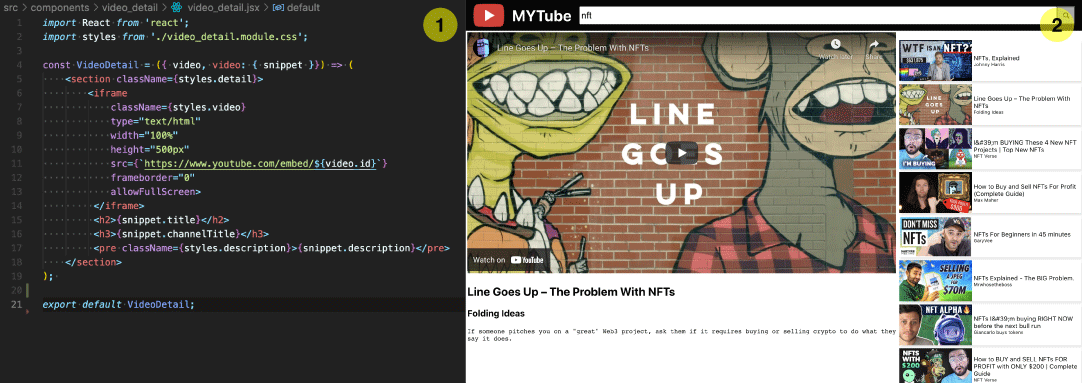 src > components > video_detail > video_detail.jsx > default
1
1 import React from 'react';
2 import styles from './video_detail.module.css';
3
4 const VideoDetail = ({ video, video: { snippet }}) => (
5 <section className={styles.detail}>
6 <iframe
7 className={styles.video}
8 type="text/html"
9 width="100%"
10 height="500px"
11 src={`https://www.youtube.com/embed/${video.id}`}
12 frameborder="0"
13 allowFullScreen>
14 </iframe>
15 <h2>{snippet.title}</h2>
16 <h3>{snippet.channelTitle}</h3>
17 <pre className={styles.description}>{snippet.description}</pre>
18 </section>
19 );
20
21 export default VideoDetail;
MYTube
nft
2
Line Goes Up – The Problem With NFTs
Watch later
Share
LINE
GOES
UP
Watch on YouTube
Line Goes Up – The Problem With NFTs
Folding Ideas
If someone pitches you on a "great" Web3 project, ask them if it requires buying or selling crypto to do what they
say it does.
WTF IS AN NFT??
NFTs, Explained
Johnny Harris
LINE
GOES
UP
Line Goes Up – The Problem With
NFTs
Folding Ideas
I'M BUYING
I&#39;m BUYING These 4 New NFT
Projects | Top New NFTs
NFT Verse
How to Buy and Sell NFTs For Profit
(Complete Guide)
Max Maher
DON'T MISS
NFTs
NFTs For Beginners in 45 minutes
GaryVee
SELLING
A JPEG
FOR
$70M
NFTs Explained - The BIG Problem.
Mrwhosetheboss
NFT ALPHA
NFTs I&#39;m buying RIGHT NOW
before the next bull run
Giancarlo buys tokens
NFTS
WITH
$200
How to BUY and SELL NFTs FOR
PROFIT with ONLY $200 | Complete
Guide
NFT Verse